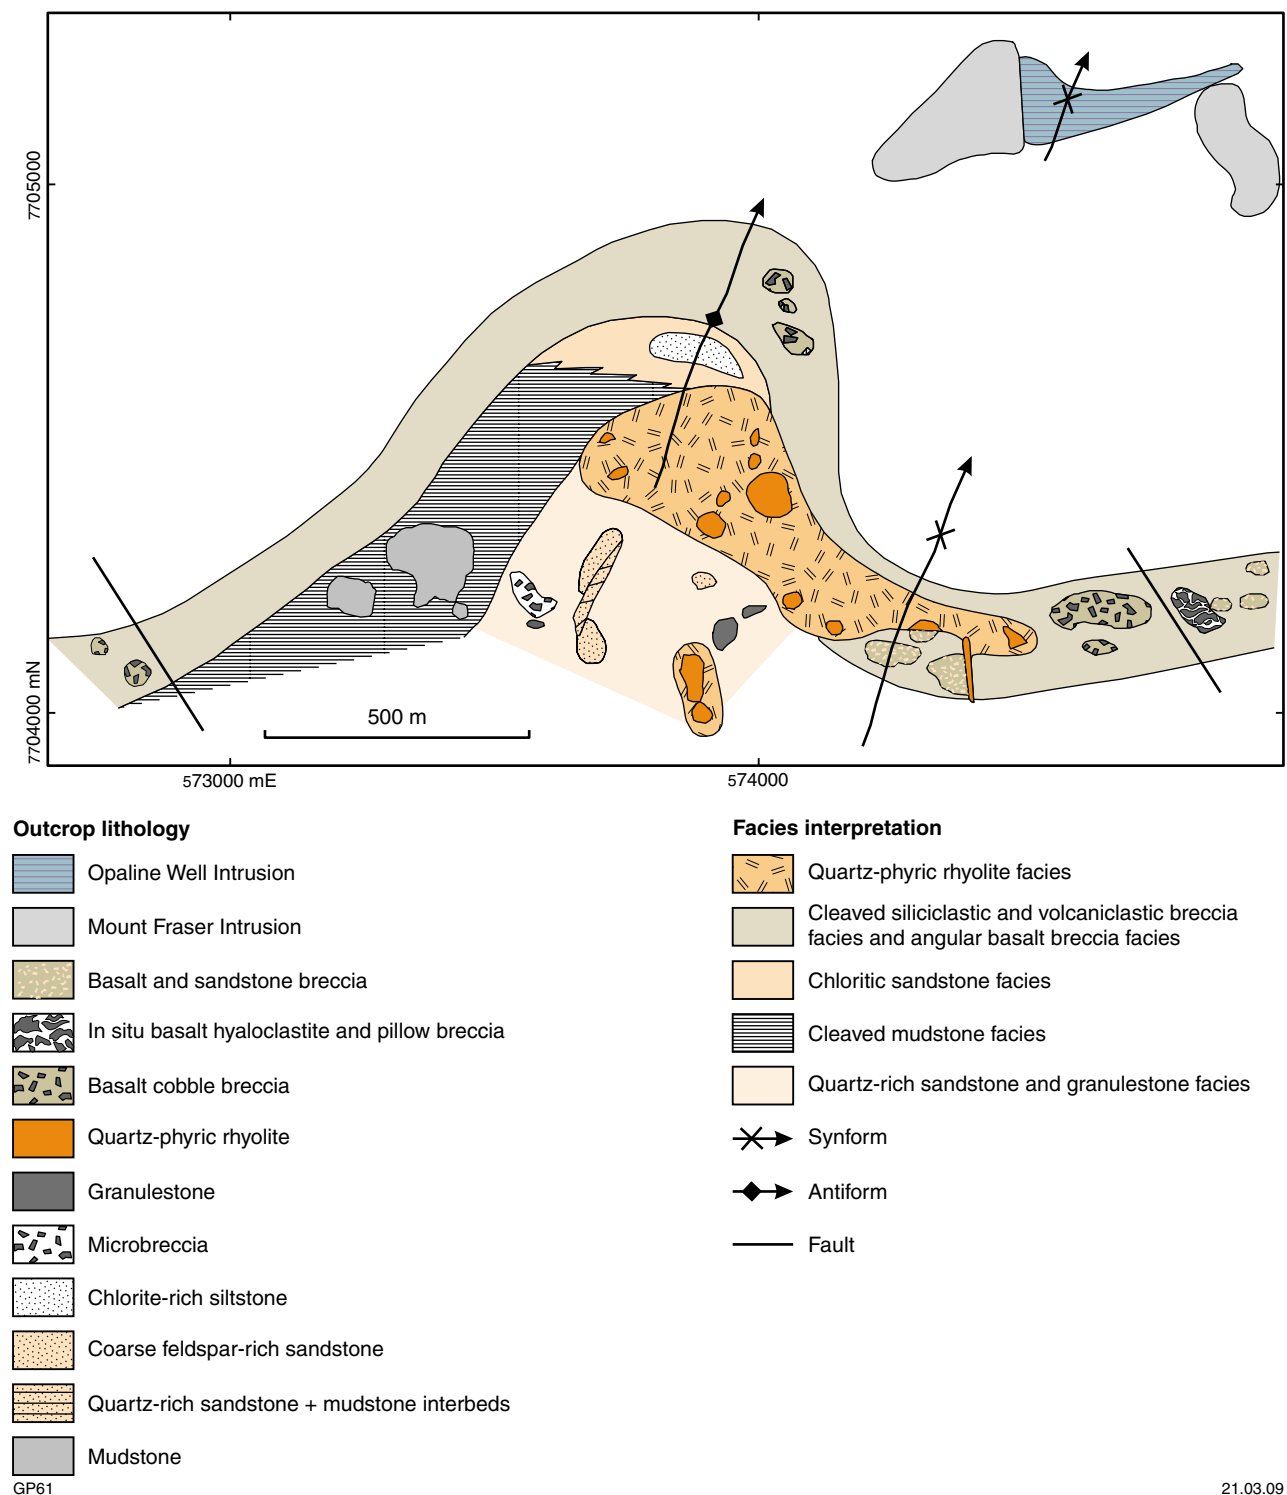 7705000
7704000 mN
500 m
573000 mE
574000
Outcrop lithology
Opaline Well Intrusion
Mount Fraser Intrusion
Basalt and sandstone breccia
In situ basalt hyaloclastite and pillow breccia
Basalt cobble breccia
Quartz-phyric rhyolite
Granulestone
Microbreccia
Chlorite-rich siltstone
Coarse feldspar-rich sandstone
Quartz-rich sandstone + mudstone interbeds
Mudstone
Facies interpretation
Quartz-phyric rhyolite facies
Cleaved siliciclastic and volcaniclastic breccia
facies and angular basalt breccia facies
Chloritic sandstone facies
Cleaved mudstone facies
Quartz-rich sandstone and granulestone facies
Synform
Antiform
Fault
GP61
21.03.09